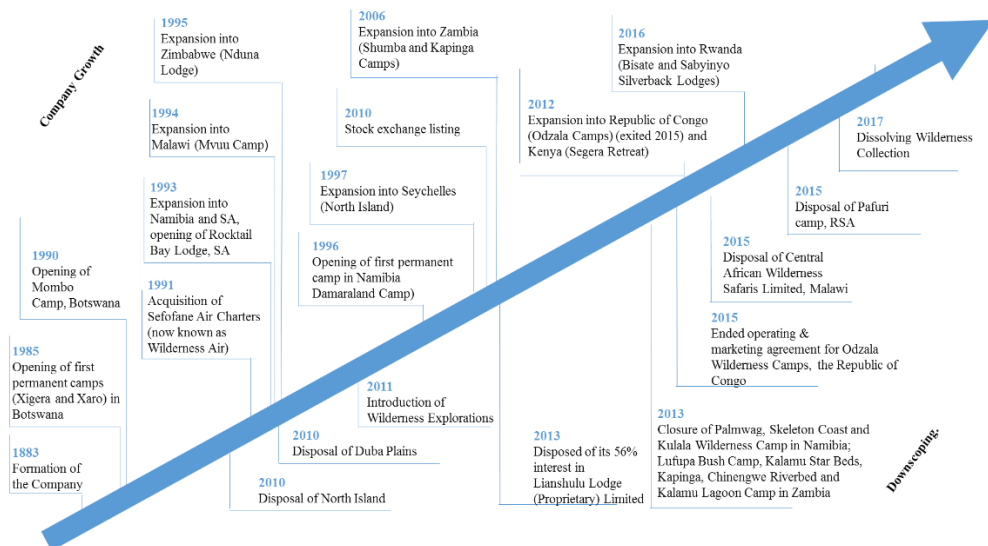 Company Growth
1995
Expansion into
Zimbabwe (Nduna
Lodge)
2006
Expansion into Zambia
(Shumba and Kapinga
Camps)
2016
Expansion into Rwanda
(Bisate and Sabyinyo
Silverback Lodges)
1994
Expansion into
Malawi (Mvuu Camp)
2010
Stock exchange listing
2012
Expansion into Republic of Congo
(Odzala Camps) (exited 2015) and
Kenya (Segera Retreat)
2017
Dissolving Wilderness
Collection
1993
Expansion into
Namibia and SA,
opening of Rocktail
Bay Lodge, SA
1997
Expansion into Seychelles
(North Island)
2015
Disposal of Pafuri
camp, RSA
1990
Opening of
Mombo
Camp, Botswana
1996
Opening of first permanent
camp in Namibia
Damaraland Camp)
2015
Disposal of Central
African Wilderness
Safaris Limited, Malawi
1991
Acquisition of
Sefofane Air Charters
(now known as
Wilderness Air)
2015
Ended operating &
marketing agreement for Odzala
Wilderness Camps, the Republic of
Congo
1985
Opening of first
permanent camps
(Xigera and Xaro) in
Botswana
2011
Introduction of
Wilderness Explorations
2013
Closure of Palmwag, Skeleton Coast and
Kulala Wilderness Camp in Namibia;
Lufupa Bush Camp, Kalamu Star Beds,
Kapinga, Chinengwe Riverbed and
Kalamu Lagoon Camp in Zambia
1883
Formation of
the Company
2010
Disposal of Duba Plains
2013
Disposed of its 56%
interest in
Lianshulu Lodge
(Proprietary) Limited
2010
Disposal of North Island
Downscoping.